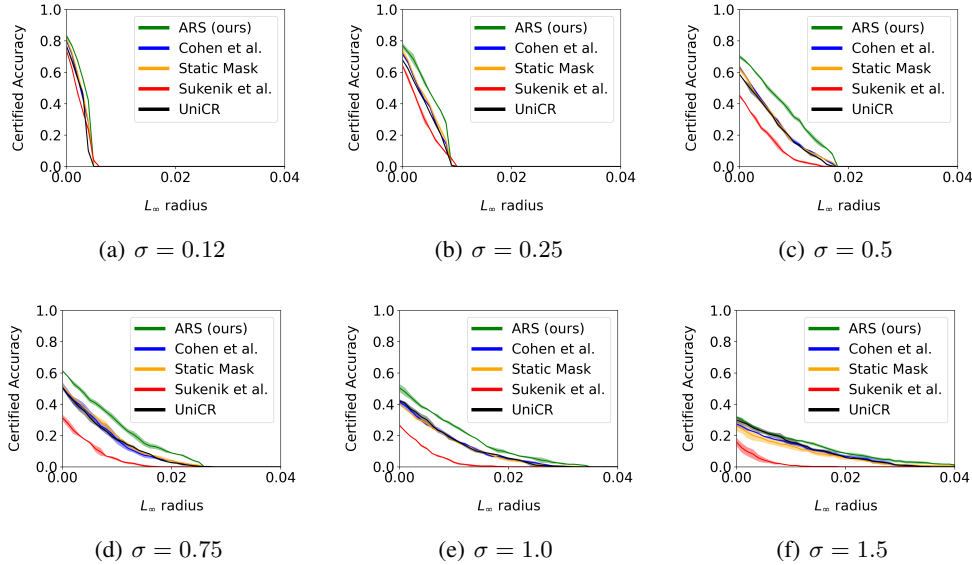 1.0
0.8
0.6
0.4
0.2
0.0
Certified Accuracy
ARS (ours)
Cohen et al.
Static Mask
Sukenik et al.
UniCR
0.00 0.02 0.04
L∞ radius
(a) σ = 0.12
1.0
0.8
0.6
0.4
0.2
0.0
Certified Accuracy
ARS (ours)
Cohen et al.
Static Mask
Sukenik et al.
UniCR
0.00 0.02 0.04
L∞ radius
(b) σ = 0.25
1.0
0.8
0.6
0.4
0.2
0.0
Certified Accuracy
ARS (ours)
Cohen et al.
Static Mask
Sukenik et al.
UniCR
0.00 0.02 0.04
L∞ radius
(c) σ = 0.5
1.0
0.8
0.6
0.4
0.2
0.0
Certified Accuracy
ARS (ours)
Cohen et al.
Static Mask
Sukenik et al.
UniCR
0.00 0.02 0.04
L∞ radius
(d) σ = 0.75
1.0
0.8
0.6
0.4
0.2
0.0
Certified Accuracy
ARS (ours)
Cohen et al.
Static Mask
Sukenik et al.
UniCR
0.00 0.02 0.04
L∞ radius
(e) σ = 1.0
1.0
0.8
0.6
0.4
0.2
0.0
Certified Accuracy
ARS (ours)
Cohen et al.
Static Mask
Sukenik et al.
UniCR
0.00 0.02 0.04
L∞ radius
(f) σ = 1.5